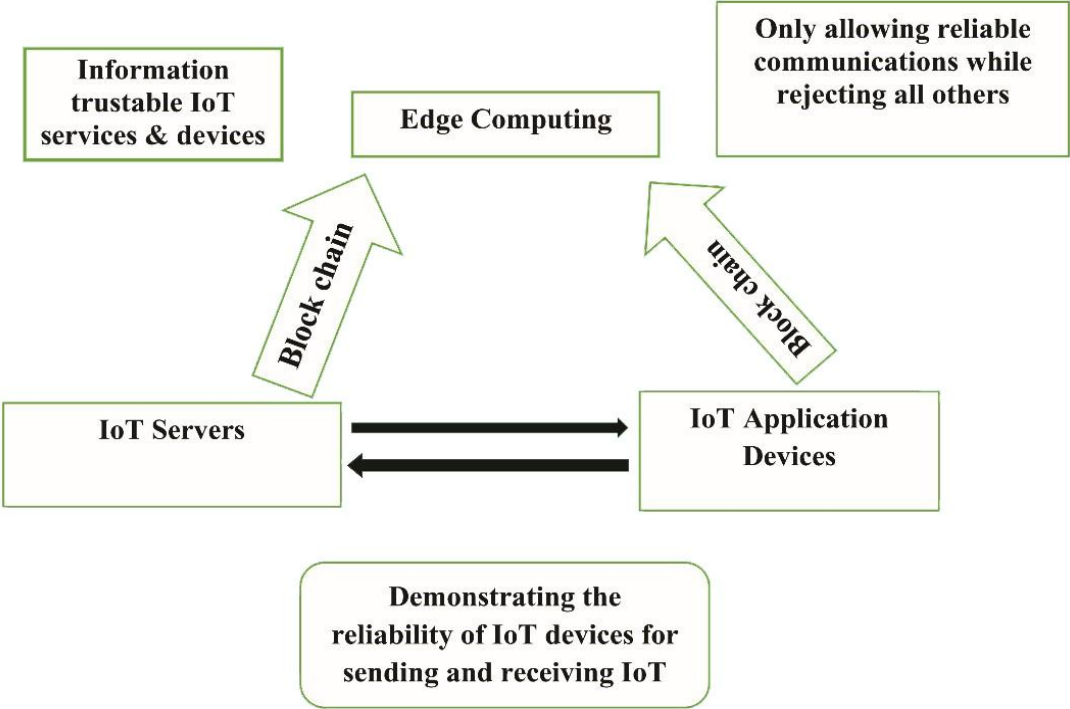 Information
trustable IoT
services & devices
Edge Computing
Only allowing reliable
communications while
rejecting all others
Block chain
Block chain
IoT Servers
IoT Application
Devices
Demonstrating the
reliability of IoT devices for
sending and receiving IoT